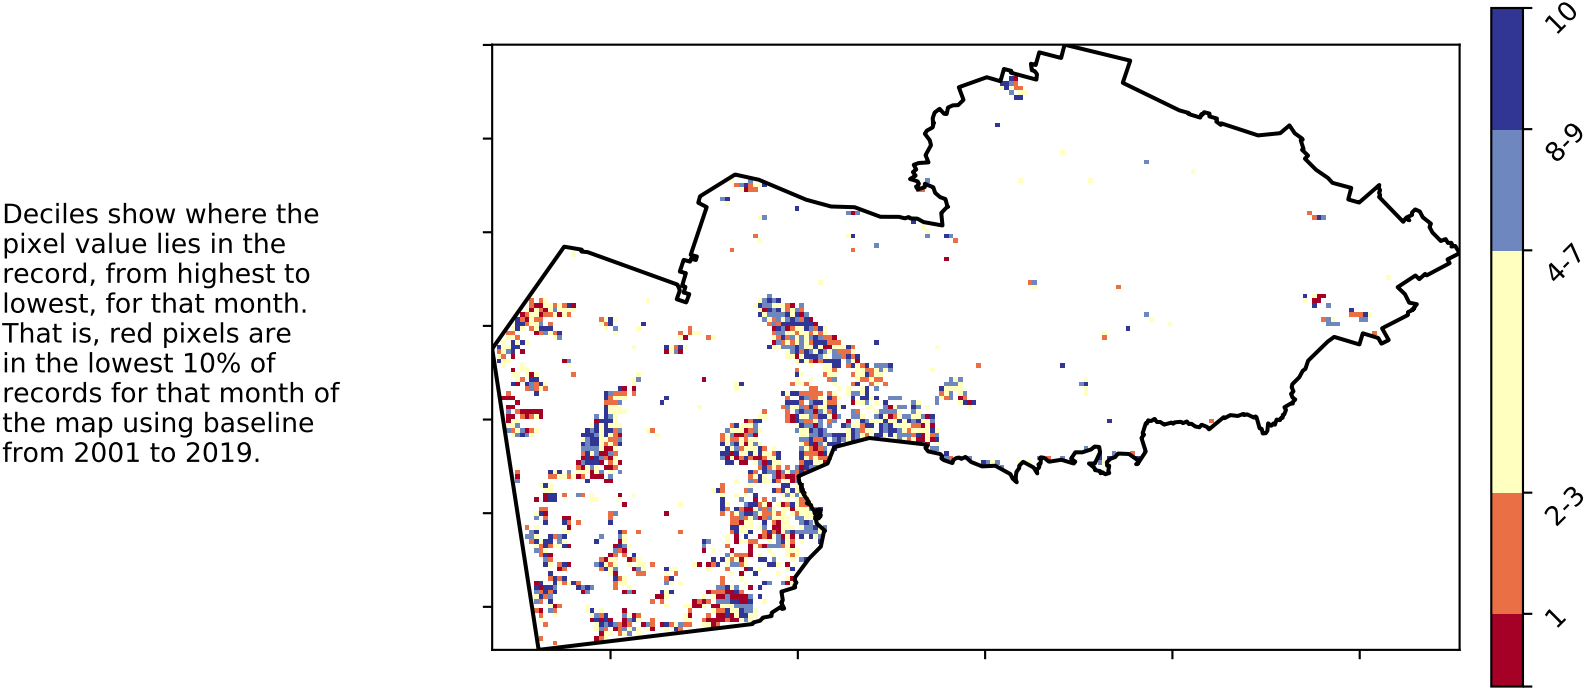 Deciles show where the
pixel value lies in the
record, from highest to
lowest, for that month.
That is, red pixels are
in the lowest 10% of
records for that month of
the map using baseline
from 2001 to 2019.
10
8-9
4-7
2-3
1